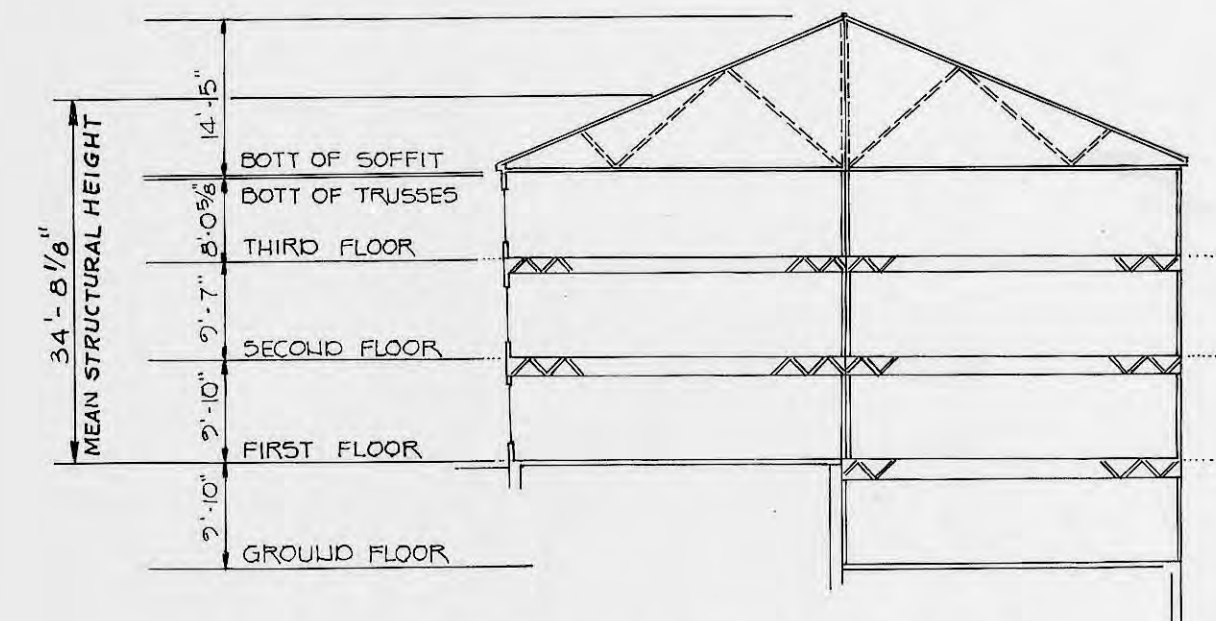 14'-5"
BOTT OF SOFFIT
BOTT OF TRUSSES
8'-0 5/8"
THIRD FLOOR
9'-7"
SECOND FLOOR
9'-10"
FIRST FLOOR
9'-10"
GROUND FLOOR
34'-8 1/8"
MEAN STRUCTURAL HEIGHT